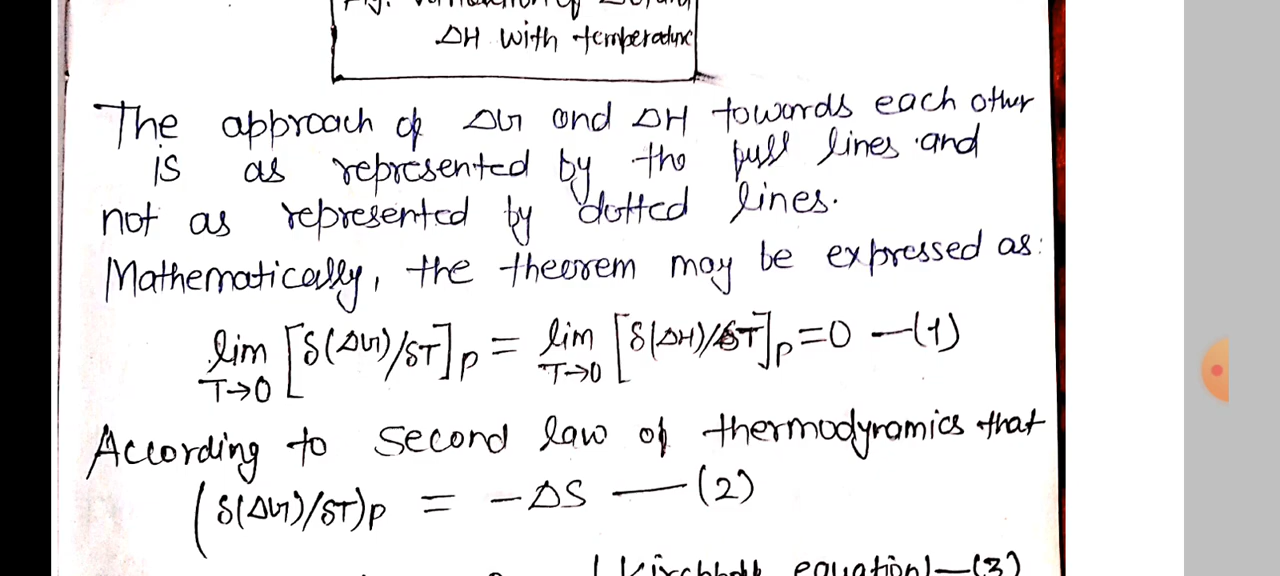 ΔH with temperature
The approach of ΔG and ΔH towards each other
is as represented by the full lines and
not as represented by dotted lines.
Mathematically, the theorem may be expressed as:
lim T→0 [δ(ΔG)/δT]P = lim T→0 [δ(ΔH)/δT]P = 0 —(1)
According to second law of thermodynamics that
(δ(ΔG)/δT)P = -ΔS —(2)
equation) —(3)